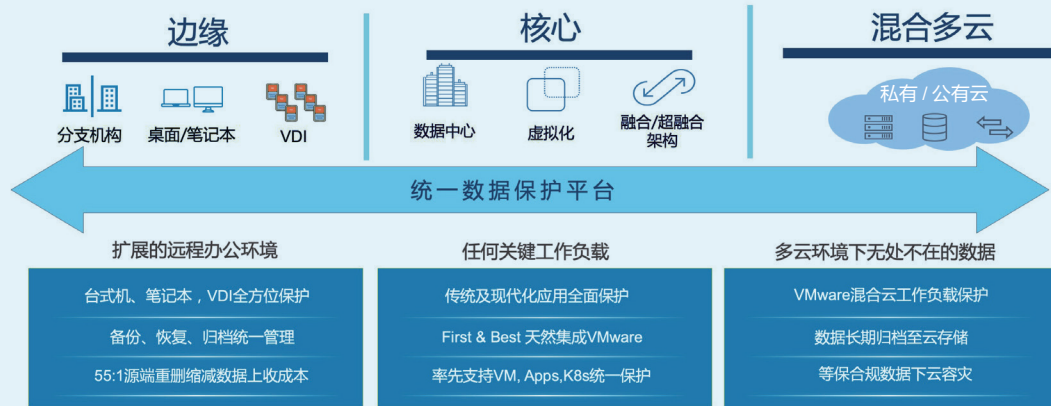 边缘
核心
混合多云
分支机构
桌面/笔记本
VDI
数据中心
虚拟化
融合/超融合
架构
私有 / 公有云
统一数据保护平台
扩展的远程办公环境
任何关键工作负载
多云环境下无处不在的数据
台式机、笔记本，VDI全方位保护
备份、恢复、归档统一管理
55:1源端重删缩减数据上收成本
传统及现代化应用全面保护
First & Best 天然集成VMware
率先支持VM, Apps,K8s统一保护
VMware混合云工作负载保护
数据长期归档至云存储
等保合规数据下云容灾